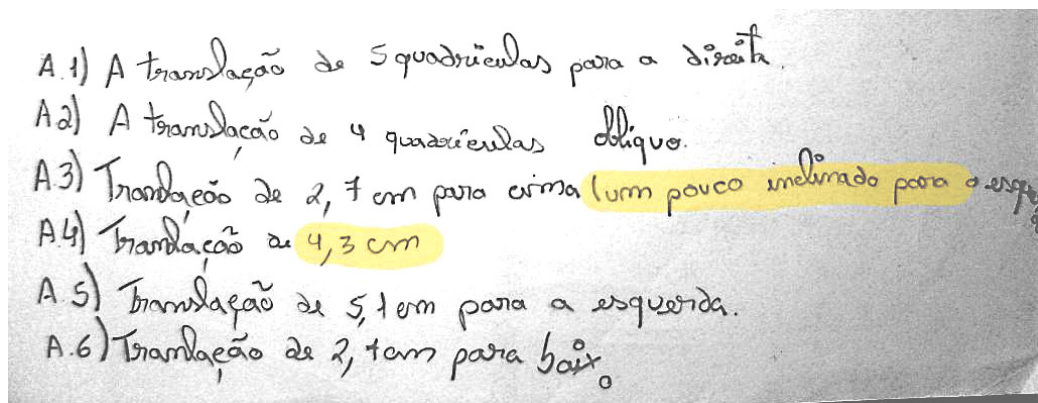 A.1) A translação de 5 quadrículas para a direita.
A.2) A translação de 4 quadrículas oblíquo.
A.3) Translação de 2,7 cm para cima (um pouco inclinado para a
A.4) Translação de 4,3 cm
A.5) Translação de 5,1 cm para a esquerda.
A.6) Translação de 2,7 cm para baixo